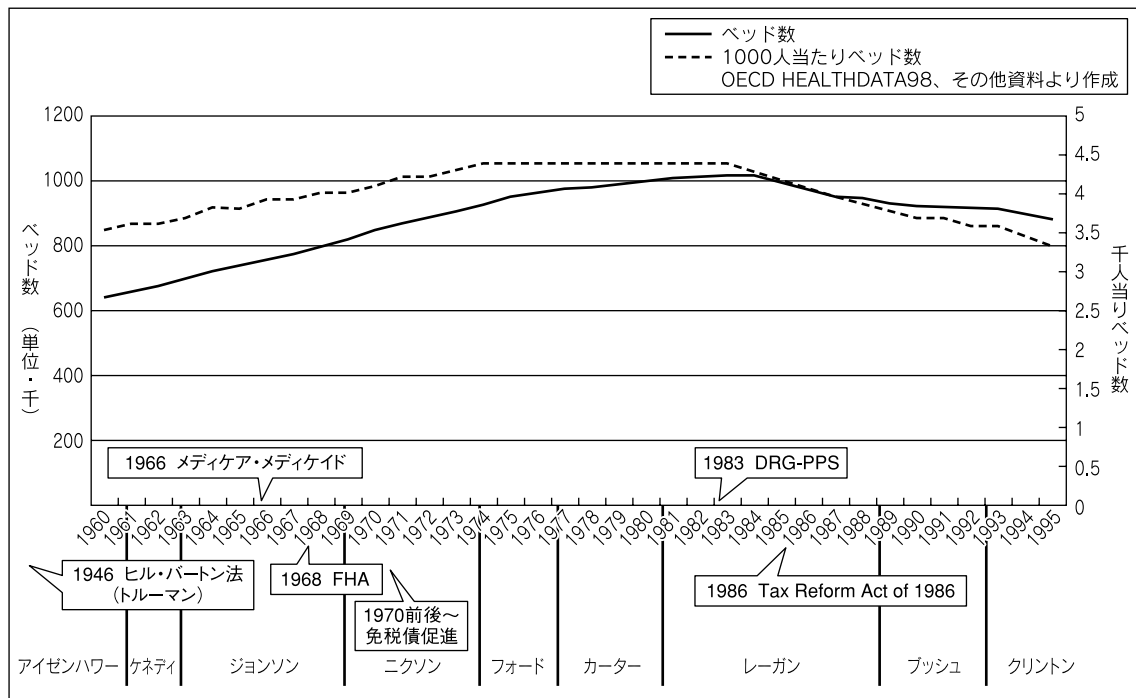 ベッド数
1000人当たりベッド数
OECD HEALTHDATA98、その他資料より作成
ベッド数 (単位・千)
1200
1000
800
600
400
200
5
4.5
4
3.5
3
2.5
2
1.5
1
0.5
0
千人当りベッド数
1966 メディケア・メディケイド
1983 DRG-PPS
1960 1961 1962 1963 1964 1965 1966 1967 1968 1969 1970 1971 1972 1973 1974 1975 1976 1977 1978 1979 1980 1981 1982 1983 1984 1985 1986 1987 1988 1989 1990 1991 1992 1993 1994 1995
1946 ヒル・バートン法
(トルーマン)
1968 FHA
1970前後～
免税債促進
1986 Tax Reform Act of 1986
アイゼンハワー ケネディ ジョンソン ニクソン フォード カーター レーガン ブッシュ クリントン